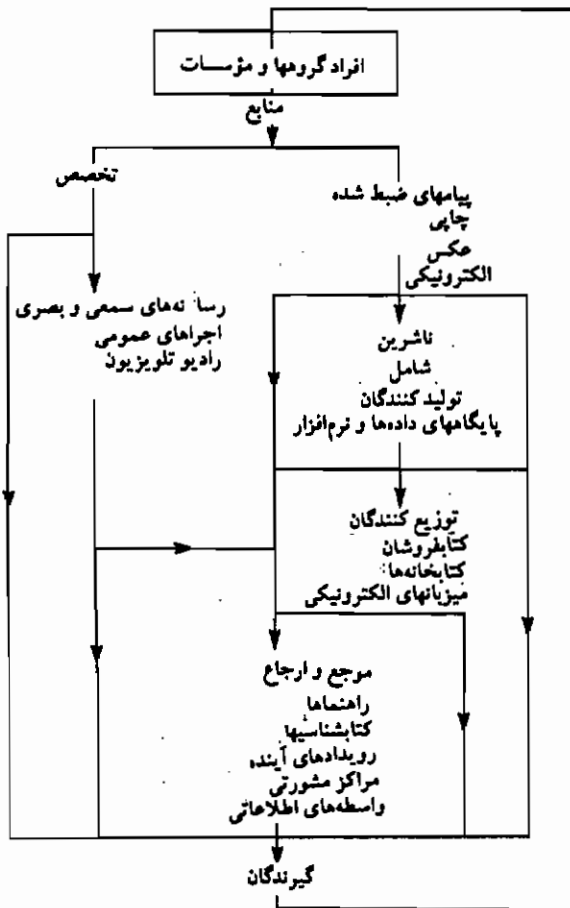 افراد گروهها و مؤسسات
منابع
تخصص
پیامهای ضبط شده
چاپی
عکس
الکترونیکی
رسانه‌های سمعی و بصری
اجراهای عمومی
رادیو تلویزیون
ناشرین
شامل
تولید کنندگان
پایگاههای داده‌ها و نرم‌افزار
توزیع کنندگان
کتابفروشان
کتابخانه‌ها
میزبانهای الکترونیکی
موجع و ارجاع
راهنماها
کتابشناسیها
رویدادهای آینده
مراکز مشورتی
واسطه‌های اطلاعاتی
گیرندگان